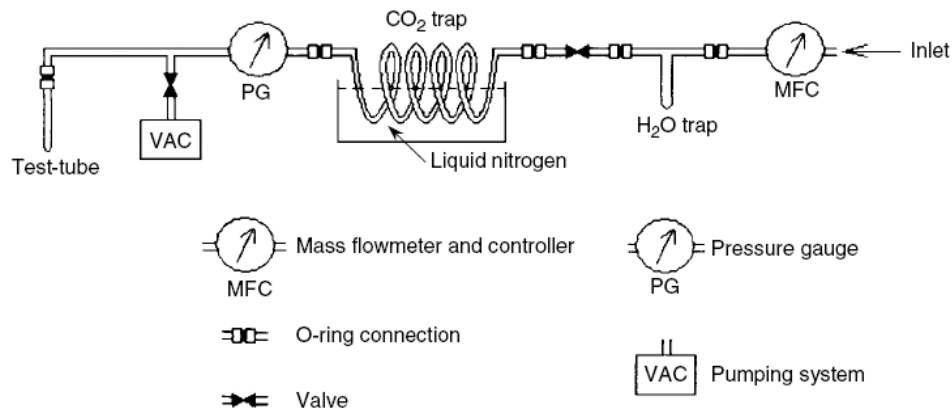 CO₂ trap
Inlet
PG
MFC
VAC
H₂O trap
Test-tube
Liquid nitrogen
Mass flowmeter and controller
Pressure gauge
MFC
PG
O-ring connection
VAC
Pumping system
Valve